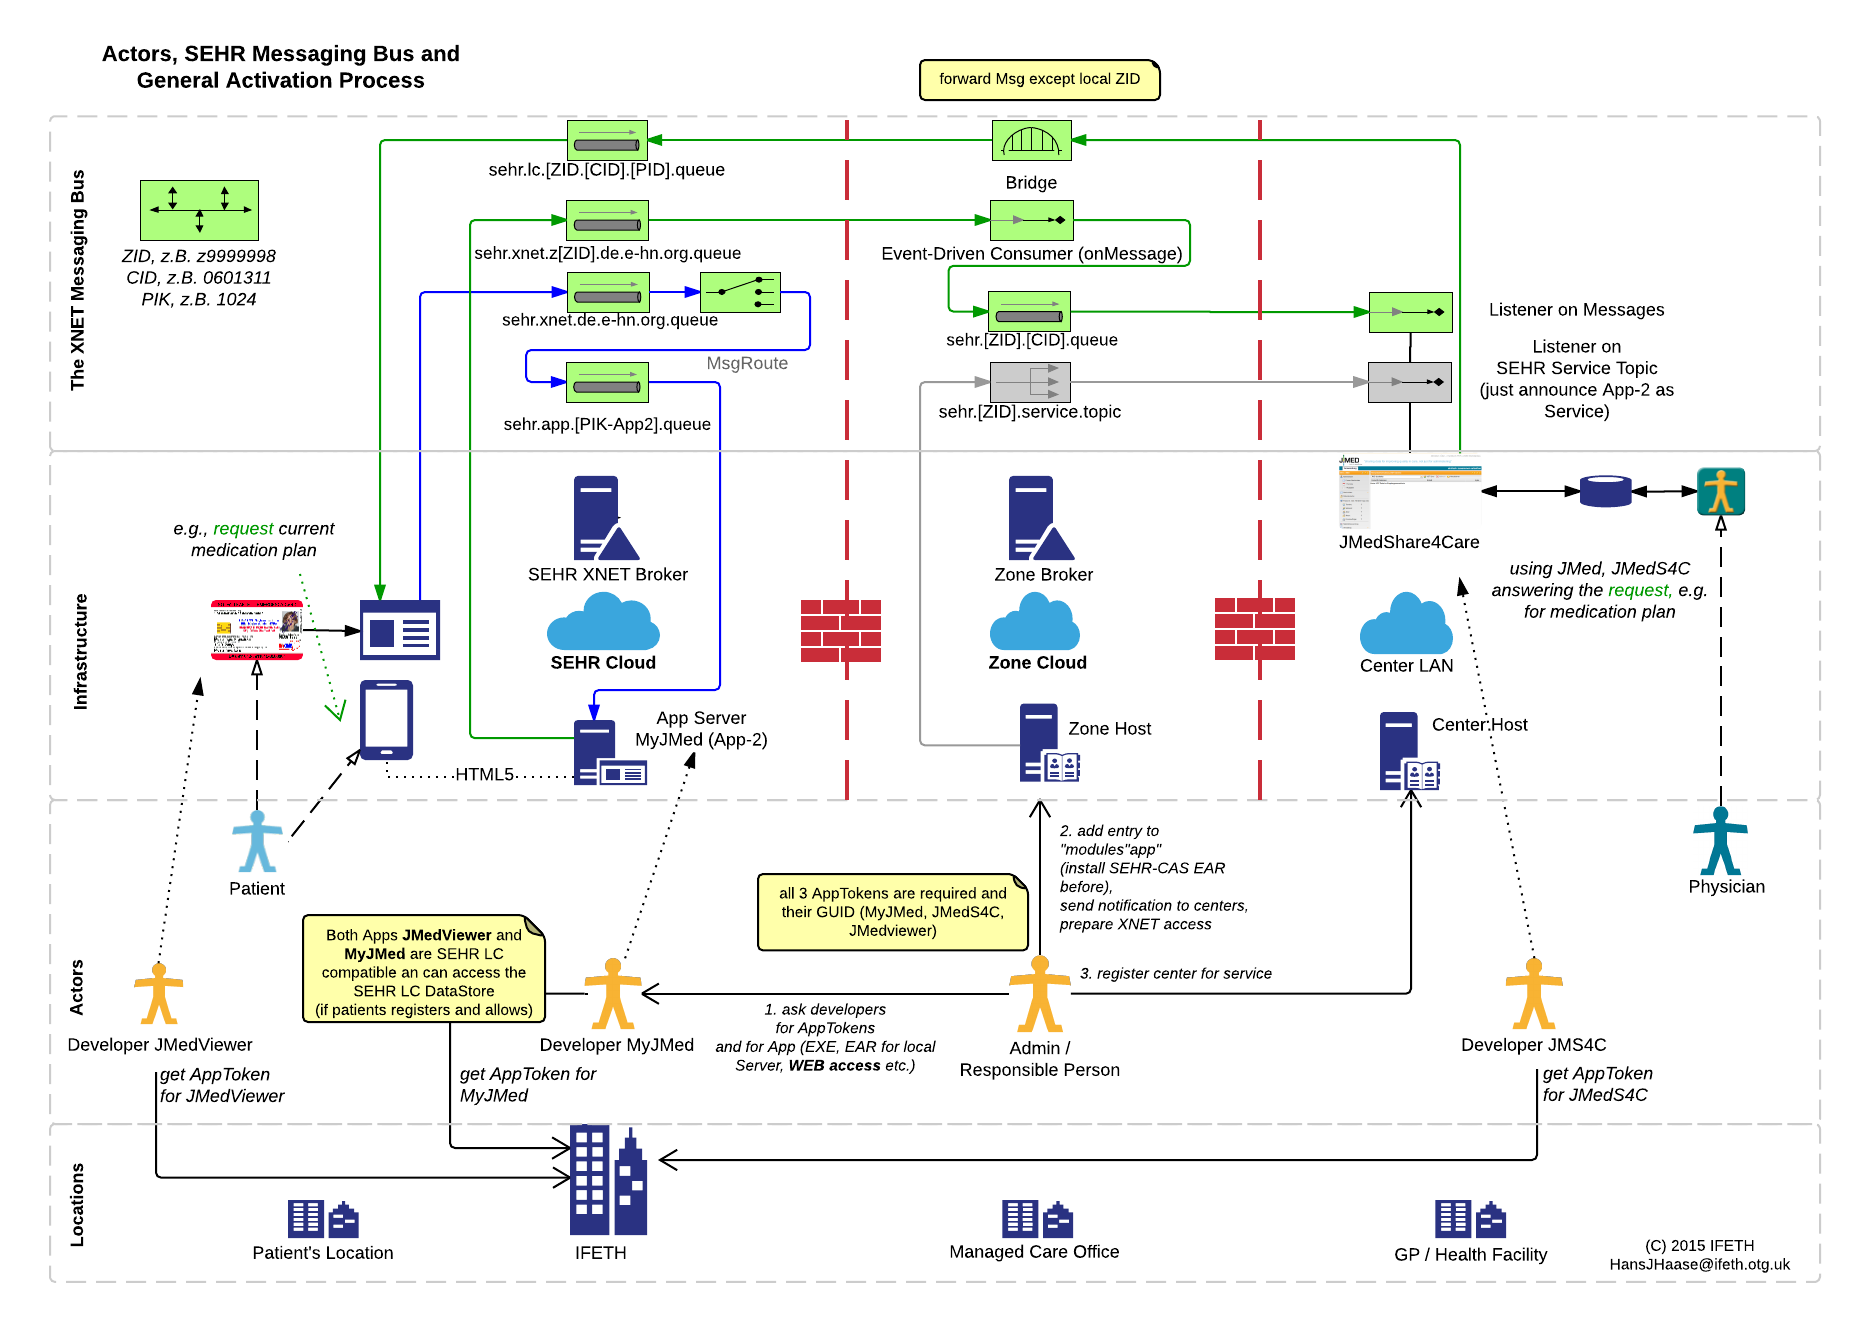 Actors, SEHR Messaging Bus and
General Activation Process
forward Msg except local ZID
The XNET Messaging Bus
ZID, z.B. z9999998
CID, z.B. 0601311
PIK, z.B. 1024
sehr.lc.[ZID.[CID].[PID].queue
Bridge
sehr.xnet.z[ZID].de.e-hn.org.queue
Event-Driven Consumer (onMessage)
sehr.xnet.de.e-hn.org.queue
MsgRoute
sehr.[ZID].[CID].queue
Listener on Messages
Listener on
SEHR Service Topic
(just announce App-2 as
Service)
sehr.app.[PIK-App2].queue
sehr.[ZID].service.topic
Infrastructure
e.g., request current
medication plan
SEHR XNET Broker
Zone Broker
JMED
JMedShare4Care
using JMed, JMedS4C
answering the request, e.g.
for medication plan
SEHR Cloud
Zone Cloud
Center LAN
App Server
MyJMed (App-2)
Zone Host
Center Host
HTML5
Actors
Patient
Physician
2. add entry to
"modules"app"
(install SEHR-CAS EAR
before),
send notification to centers,
prepare XNET access
all 3 AppTokens are required and
their GUID (MyJMed, JMedS4C,
JMedviewer)
Both Apps JMedViewer and
MyJMed are SEHR LC
compatible an can access the
SEHR LC DataStore
(if patients registers and allows)
3. register center for service
1. ask developers
for AppTokens
and for App (EXE, EAR for local
Server, WEB access etc.)
Developer JMedViewer
Developer MyJMed
Admin /
Responsible Person
Developer JMS4C
get AppToken
for JMedViewer
get AppToken for
MyJMed
get AppToken
for JMedS4C
Locations
Patient's Location
IFETH
Managed Care Office
GP / Health Facility
(C) 2015 IFETH
HansJHaase@ifeth.otg.uk